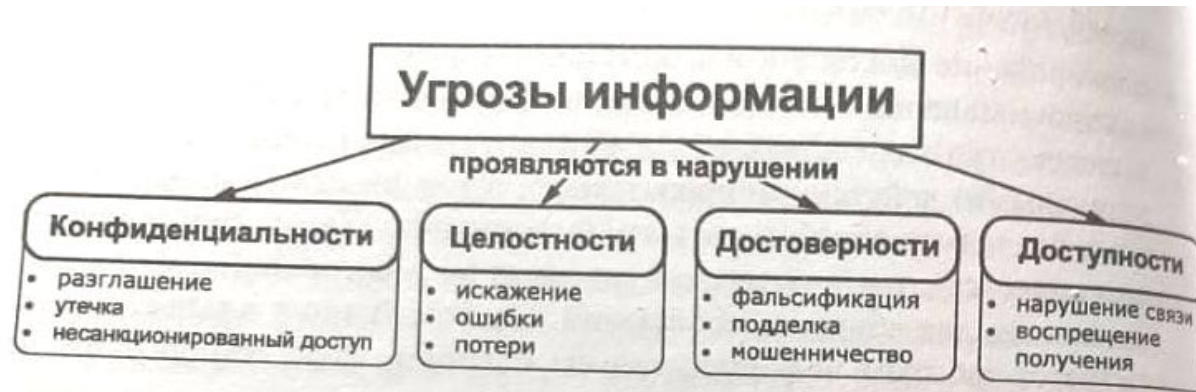 Угрозы информации
проявляются в нарушении
Конфиденциальности
• разглашение
• утечка
• несанкционированный доступ
Целостности
• искажение
• ошибки
• потери
Достоверности
• фальсификация
• подделка
• мошенничество
Доступности
• нарушение связи
• воспрещение
получения